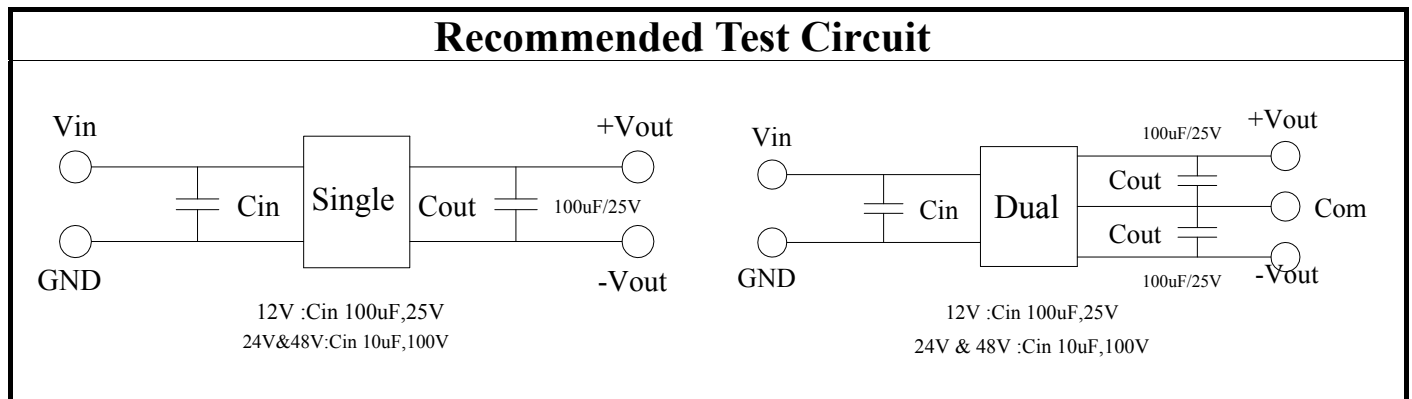 Recommended Test Circuit
Vin
+Vout
Cin
Single
Cout
100uF/25V
GND
-Vout
12V :Cin 100uF,25V
24V&48V:Cin 10uF,100V
Vin
100uF/25V
+Vout
Cout
Cin
Dual
Com
Cout
GND
100uF/25V
-Vout
12V :Cin 100uF,25V
24V & 48V :Cin 10uF,100V